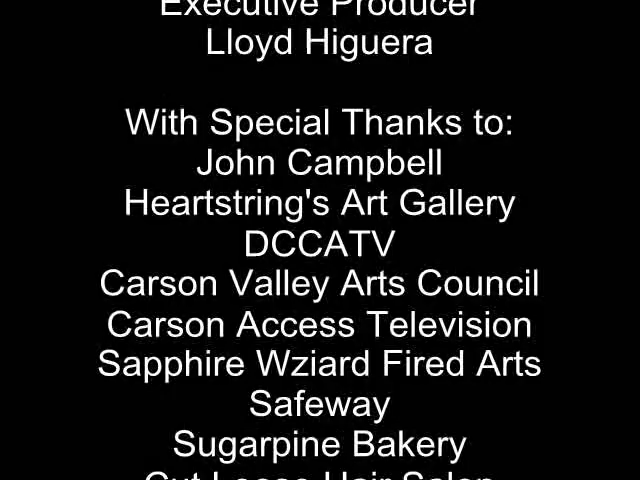 Executive Producer
Lloyd Higuera
With Special Thanks to:
John Campbell
Heartstring's Art Gallery
DCCATV
Carson Valley Arts Council
Carson Access Television
Sapphire Wziard Fired Arts
Safeway
Sugarpine Bakery
Cut Loose Hair Salon